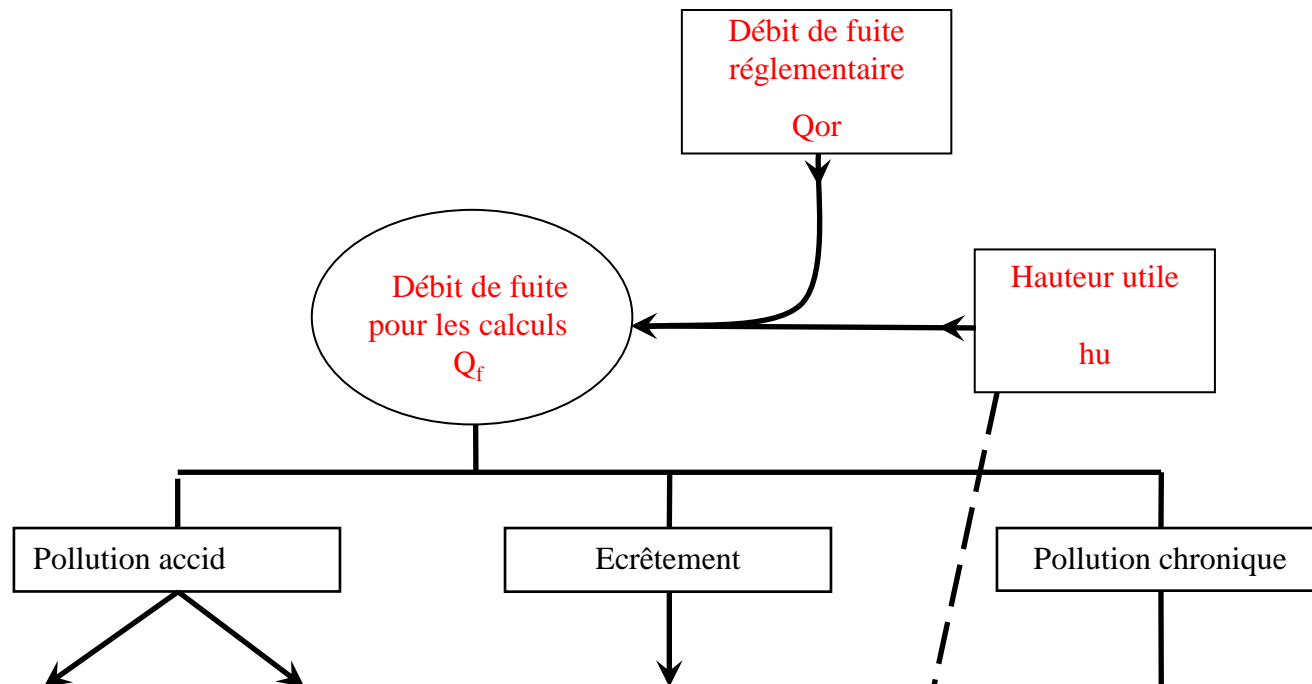 Débit de fuite
réglementaire
Qor
Débit de fuite
pour les calculs
Qf
Hauteur utile
hu
Pollution accid
Ecrêtement
Pollution chronique